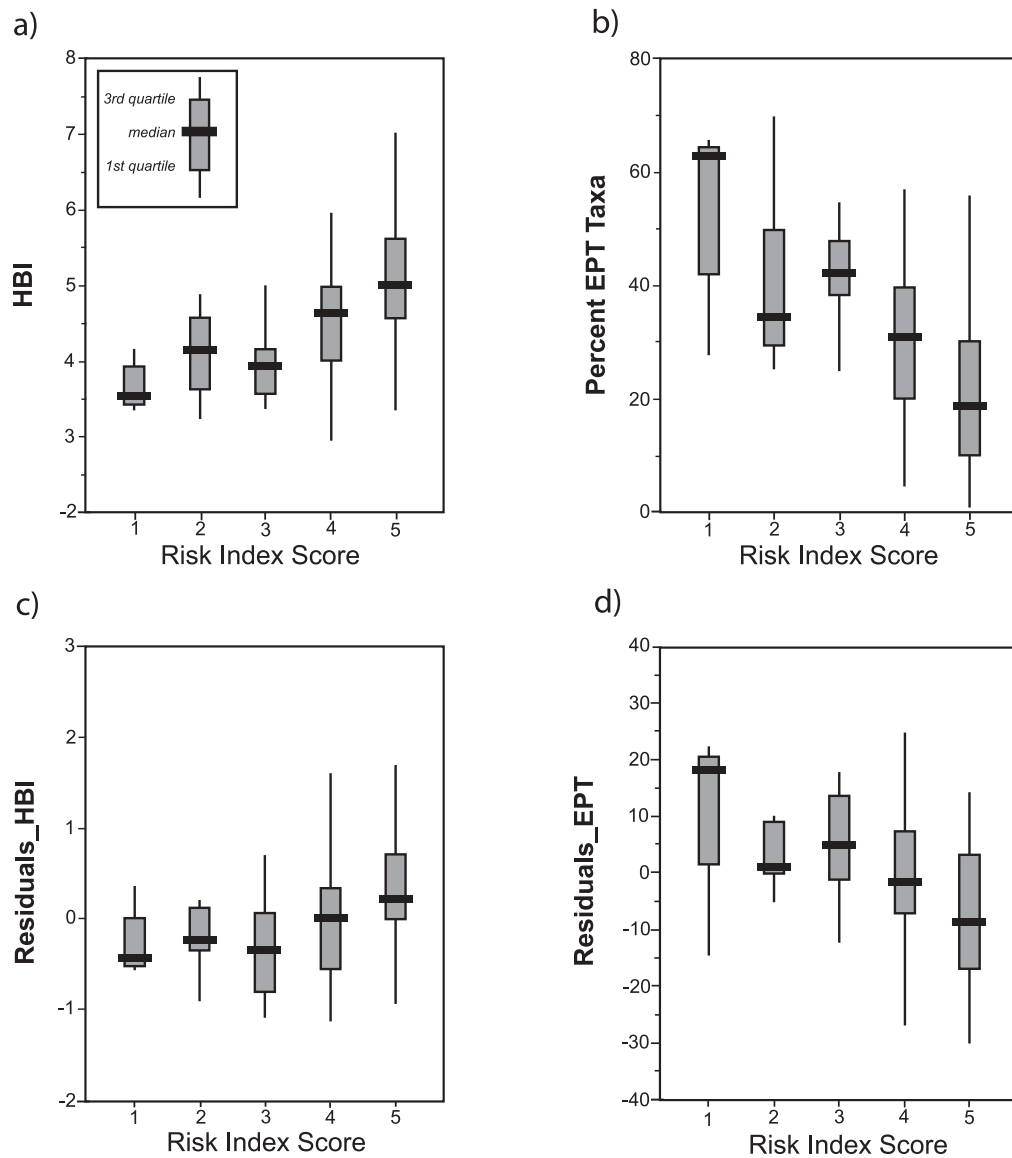 a)
HBI
8
7
6
5
4
3
-2
3rd quartile
median
1st quartile
1 2 3 4 5
Risk Index Score
b)
Percent EPT Taxa
80
60
40
20
0
1 2 3 4 5
Risk Index Score
c)
Residuals_HBI
3
2
1
0
-1
-2
1 2 3 4 5
Risk Index Score
d)
Residuals_EPT
40
30
20
10
0
-10
-20
-30
-40
1 2 3 4 5
Risk Index Score